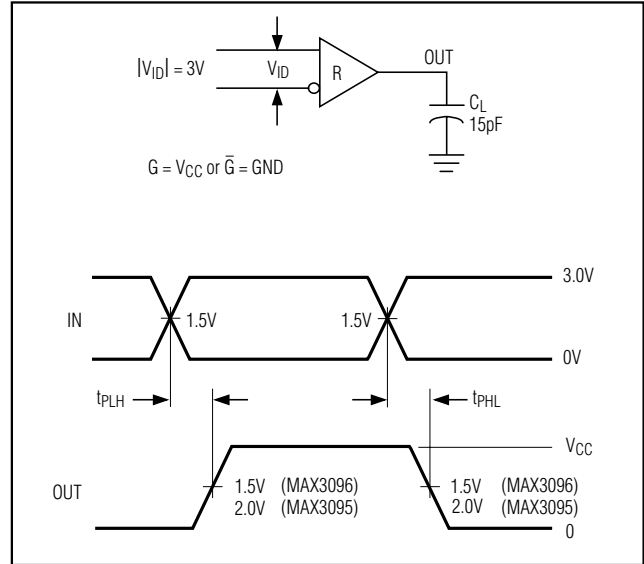 OUT
|V_ID| = 3V
V_ID
R
C_L
15pF
G = V_CC or G̅ = GND
3.0V
IN
1.5V
1.5V
0V
t_PLH
t_PHL
V_CC
OUT
1.5V (MAX3096)
2.0V (MAX3095)
1.5V (MAX3096)
2.0V (MAX3095)
0